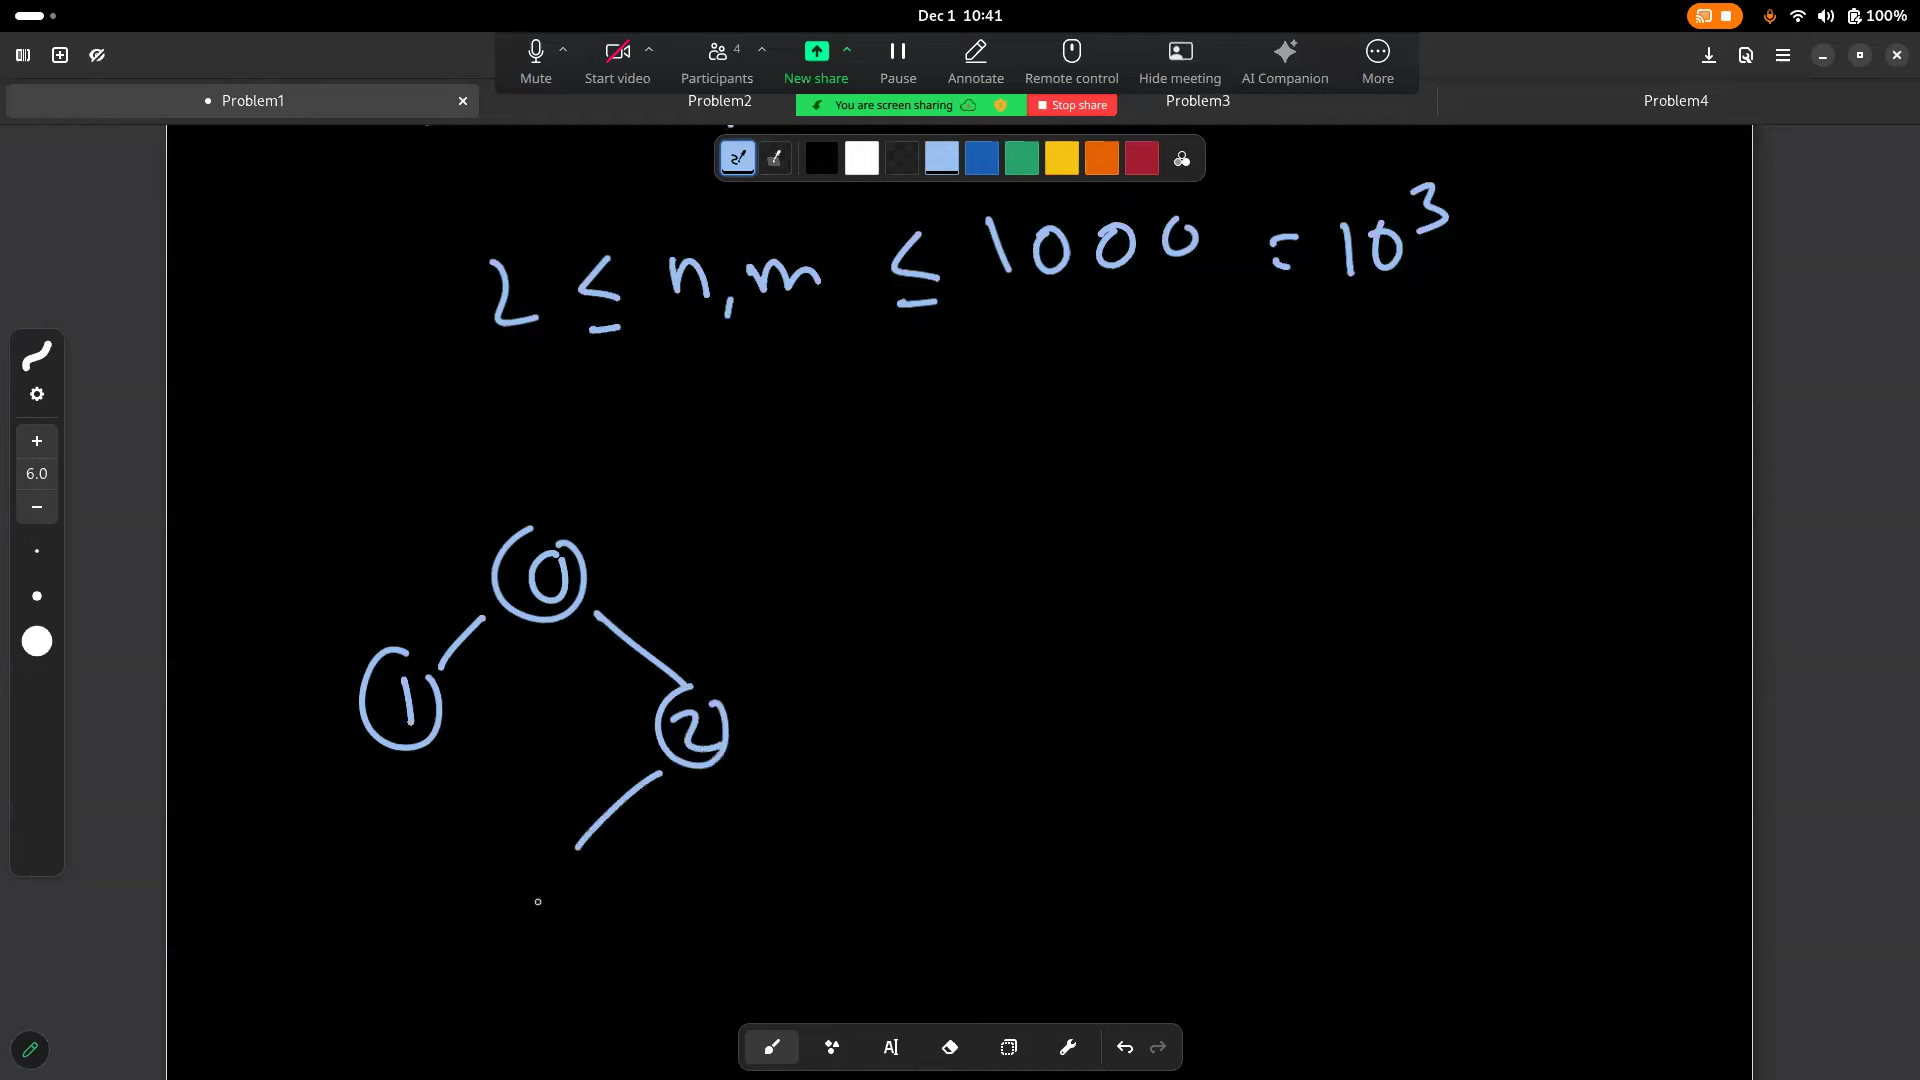 Dec 1 10:41
100%
4
Mute
Start video
Participants
New share
Pause
Annotate
Remote control
Hide meeting
AI Companion
More
Problem1
Problem2
You are screen sharing
Stop share
Problem3
Problem4
2 ≤ n,m ≤ 1000 = 10³
6.0
0
1
2
AI